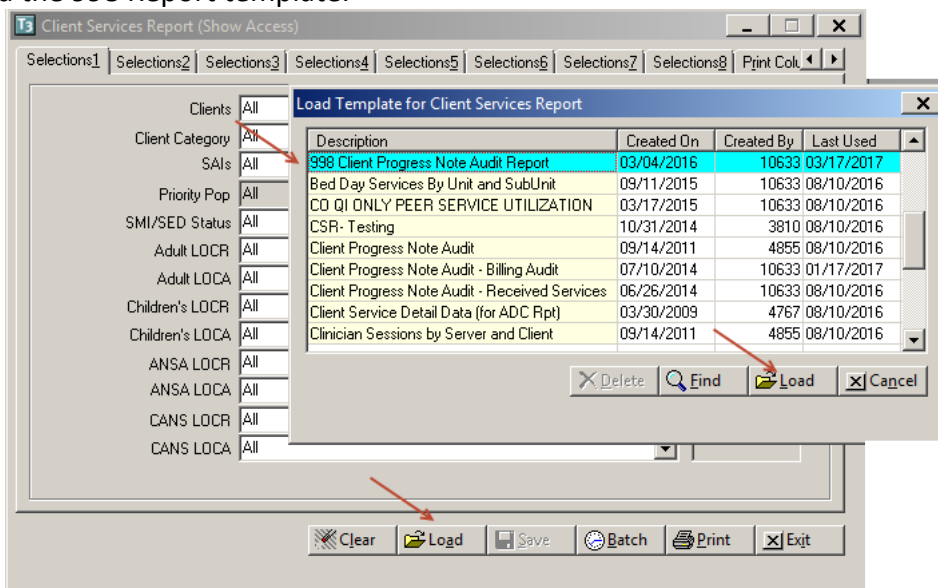 the 998 Report template.
T3 Client Services Report (Show Access)
Selections1 Selections2 Selections3 Selections4 Selections5 Selections6 Selections7 Selections8 Print Colu
Clients All
Client Category All
SAIs All
Priority Pop All
SMI/SED Status All
Adult LOCR All
Adult LOCA All
Children's LOCR All
Children's LOCA All
ANSA LOCR All
ANSA LOCA All
CANS LOCR All
CANS LOCA All
Load Template for Client Services Report
Description Created On Created By Last Used
998 Client Progress Note Audit Report 03/04/2016 10633 03/17/2017
Bed Day Services By Unit and SubUnit 09/11/2015 10633 08/10/2016
CO QI ONLY PEER SERVICE UTILIZATION 03/17/2015 10633 08/10/2016
CSR- Testing 10/31/2014 3810 08/10/2016
Client Progress Note Audit 09/14/2011 4855 08/10/2016
Client Progress Note Audit - Billing Audit 07/10/2014 10633 01/17/2017
Client Progress Note Audit - Received Services 06/26/2014 10633 08/10/2016
Client Service Detail Data (for ADC Rpt) 03/30/2009 4767 08/10/2016
Clinician Sessions by Server and Client 09/14/2011 4855 08/10/2016
Delete Find Load Cancel
Clear Load Save Batch Print Exit